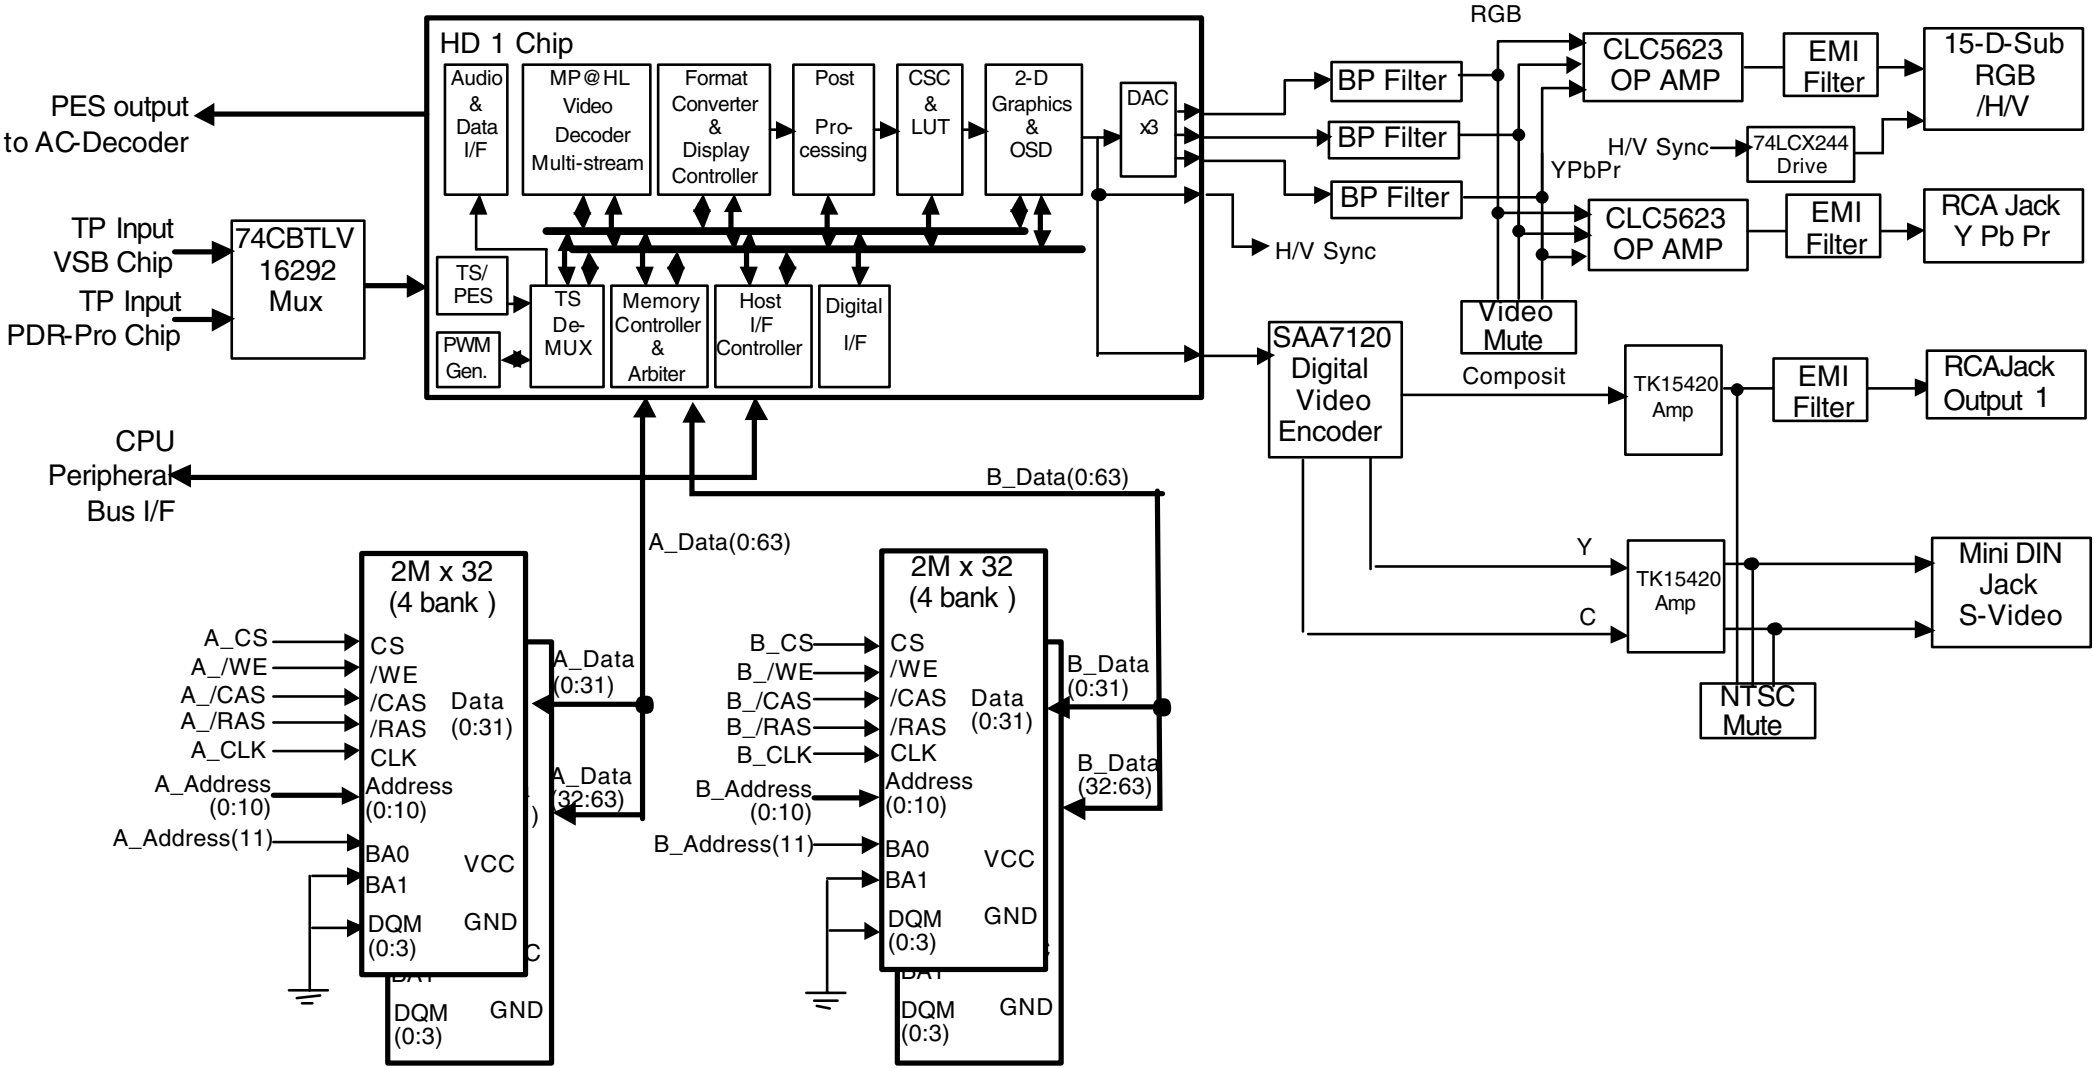 HD 1 Chip
PES output
to AC-Decoder
TP Input
VSB Chip
TP Input
PDR-Pro Chip
74CBTLV
16292
Mux
Audio
&
Data
I/F
MP@HL
Video
Decoder
Multi-stream
Format
Converter
&
Display
Controller
Post
Pro-
cessing
CSC
&
LUT
2-D
Graphics
&
OSD
DAC
x3
TS/
PES
PWM
Gen.
TS
De-
MUX
Memory
Controller
&
Arbiter
Host
I/F
Controller
Digital
I/F
H/V Sync
BP Filter
BP Filter
BP Filter
RGB
YPbPr
CLC5623
OP AMP
EMI
Filter
15-D-Sub
RGB
/H/V
H/V Sync
74LCX244
Drive
CLC5623
OP AMP
EMI
Filter
RCA Jack
Y Pb Pr
Video
Mute
SAA7120
Digital
Video
Encoder
Composit
TK15420
Amp
EMI
Filter
RCAJack
Output 1
Y
C
TK15420
Amp
Mini DIN
Jack
S-Video
NTSC
Mute
CPU
Peripheral
Bus I/F
A_Data(0:63)
B_Data(0:63)
2M x 32
(4 bank )
A_CS
A_/WE
A_/CAS
A_/RAS
A_CLK
A_Address
(0:10)
A_Address(11)
CS
/WE
/CAS
/RAS
CLK
Address
(0:10)
BA0
BA1
DQM
(0:3)
Data
(0:31)
VCC
GND
A_Data
(0:31)
A_Data
(32:63)
)
C
BA1
DQM
(0:3)
GND
2M x 32
(4 bank )
B_CS
B_/WE
B_/CAS
B_/RAS
B_CLK
B_Address
(0:10)
B_Address(11)
CS
/WE
/CAS
/RAS
CLK
Address
(0:10)
BA0
BA1
DQM
(0:3)
Data
(0:31)
VCC
GND
B_Data
(0:31)
B_Data
(32:63)
BA1
DQM
(0:3)
GND